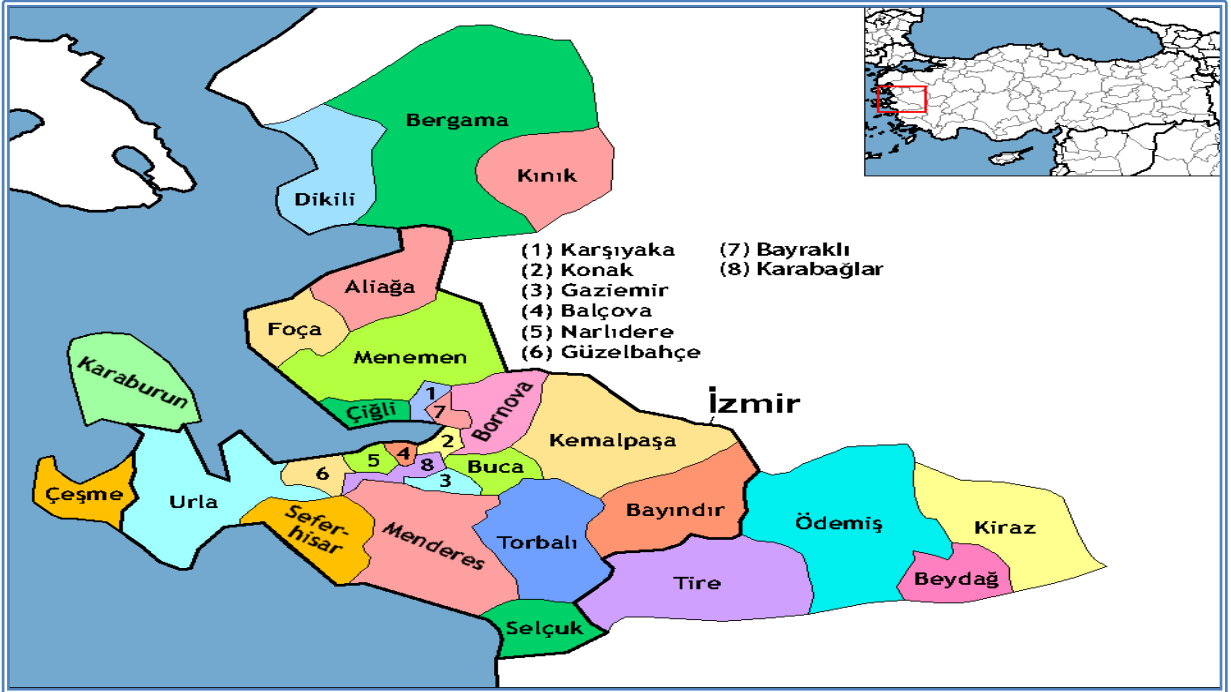 Bergama
Kınık
Dikili
(1) Karşıyaka
(2) Konak
(3) Gaziemir
(4) Balçova
(5) Narlıdere
(6) Güzelbahçe
(7) Bayraklı
(8) Karabağlar
Aliağa
Foça
Menemen
Karaburun
Çiğli
1
7
Bornova
İzmir
2
Kemalpaşa
4
5
8
6
3
Buca
Çeşme
Urla
Sefer-
hisar
Menderes
Torbalı
Bayındır
Ödemiş
Kiraz
Beydağ
Tire
Selçuk